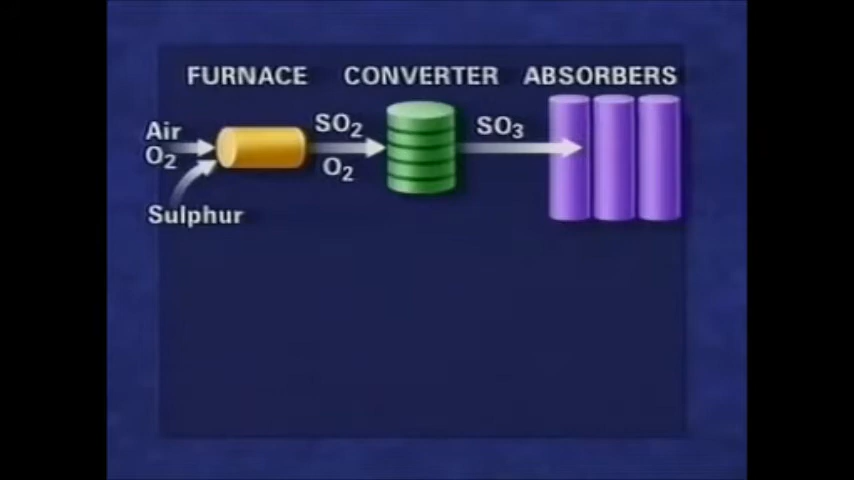 FURNACE CONVERTER ABSORBERS
Air
O₂
Sulphur
SO₂
O₂
SO₃